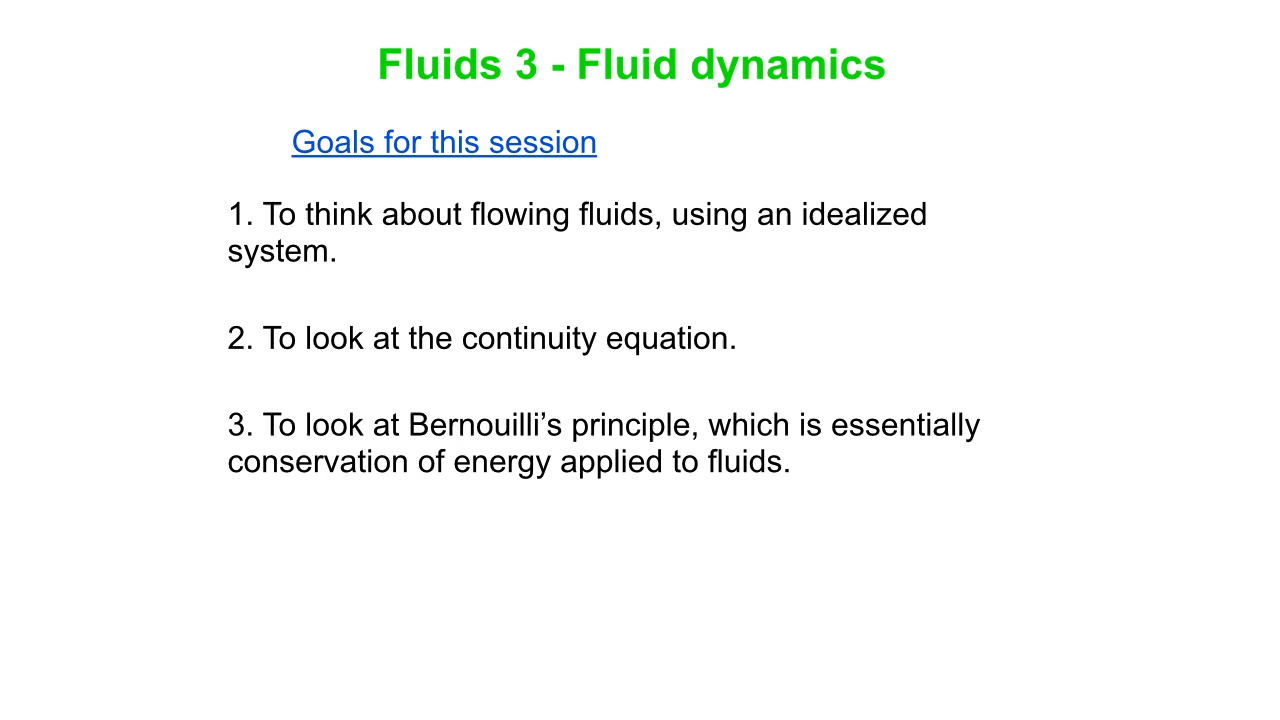 Fluids 3 - Fluid dynamics
Goals for this session
1. To think about flowing fluids, using an idealized
system.
2. To look at the continuity equation.
3. To look at Bernouilli’s principle, which is essentially
conservation of energy applied to fluids.